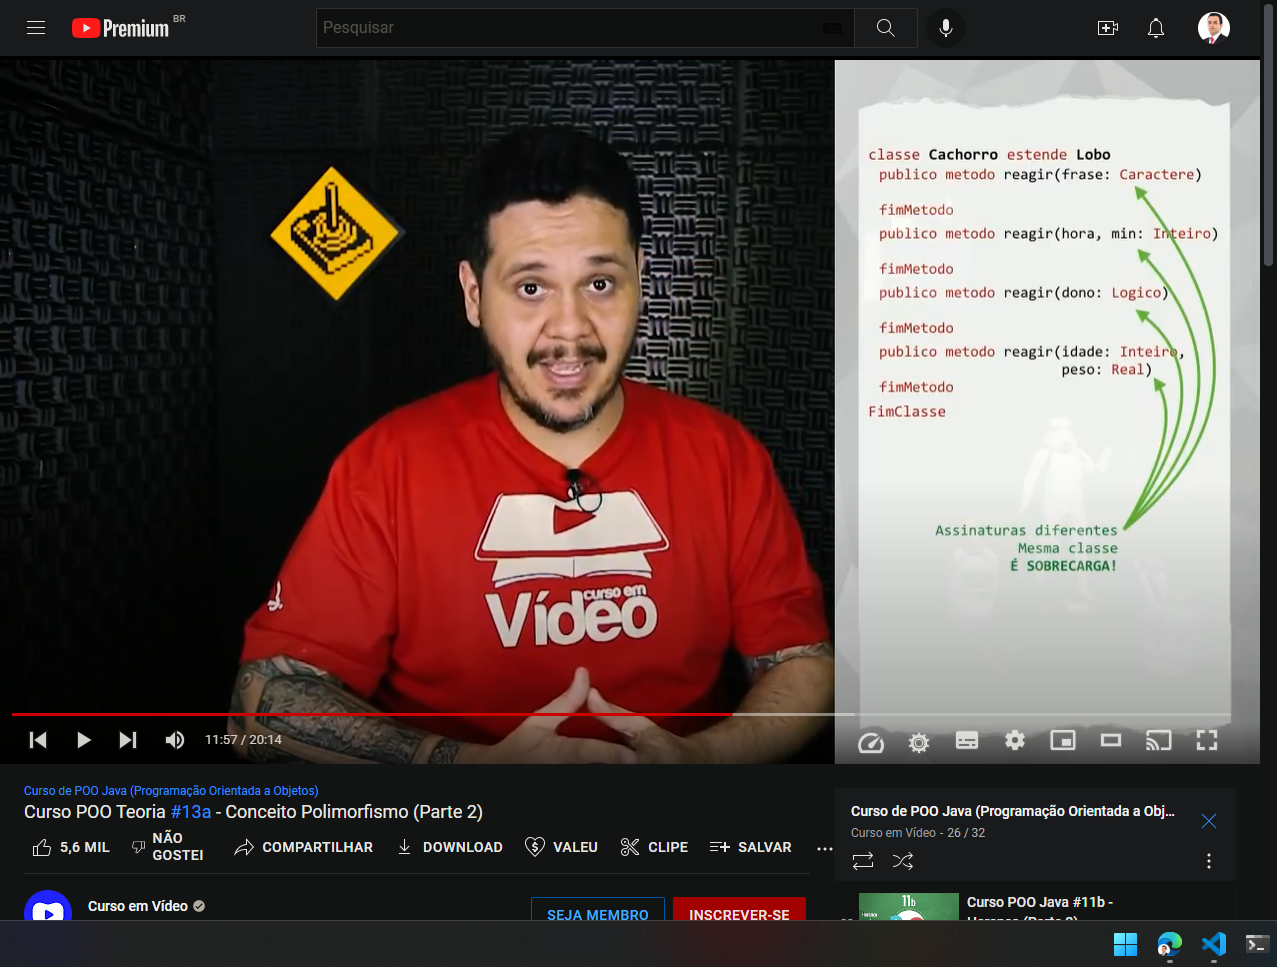 Premium BR
Pesquisar
classe Cachorro estende Lobo
publico metodo reagir(frase: Caractere)
fimMetodo
publico metodo reagir(hora, min: Inteiro)
fimMetodo
publico metodo reagir(dono: Logico)
fimMetodo
publico metodo reagir(idade: Inteiro,
peso: Real)
fimMetodo
FimClasse
Assinaturas diferentes
Mesma classe
É SOBRECARGA!
curso em
Vídeo
11:57 / 20:14
Curso de POO Java (Programação Orientada a Objetos)
Curso POO Teoria #13a - Conceito Polimorfismo (Parte 2)
5,6 MIL
NÃO
GOSTEI
COMPARTILHAR
DOWNLOAD
VALEU
CLIPE
SALVAR
Curso em Vídeo
SEJA MEMBRO
INSCREVER-SE
Curso de POO Java (Programação Orientada a Obj...
Curso em Vídeo - 26 / 32
11b
Curso POO Java #11b -
Herança (Parte 2)